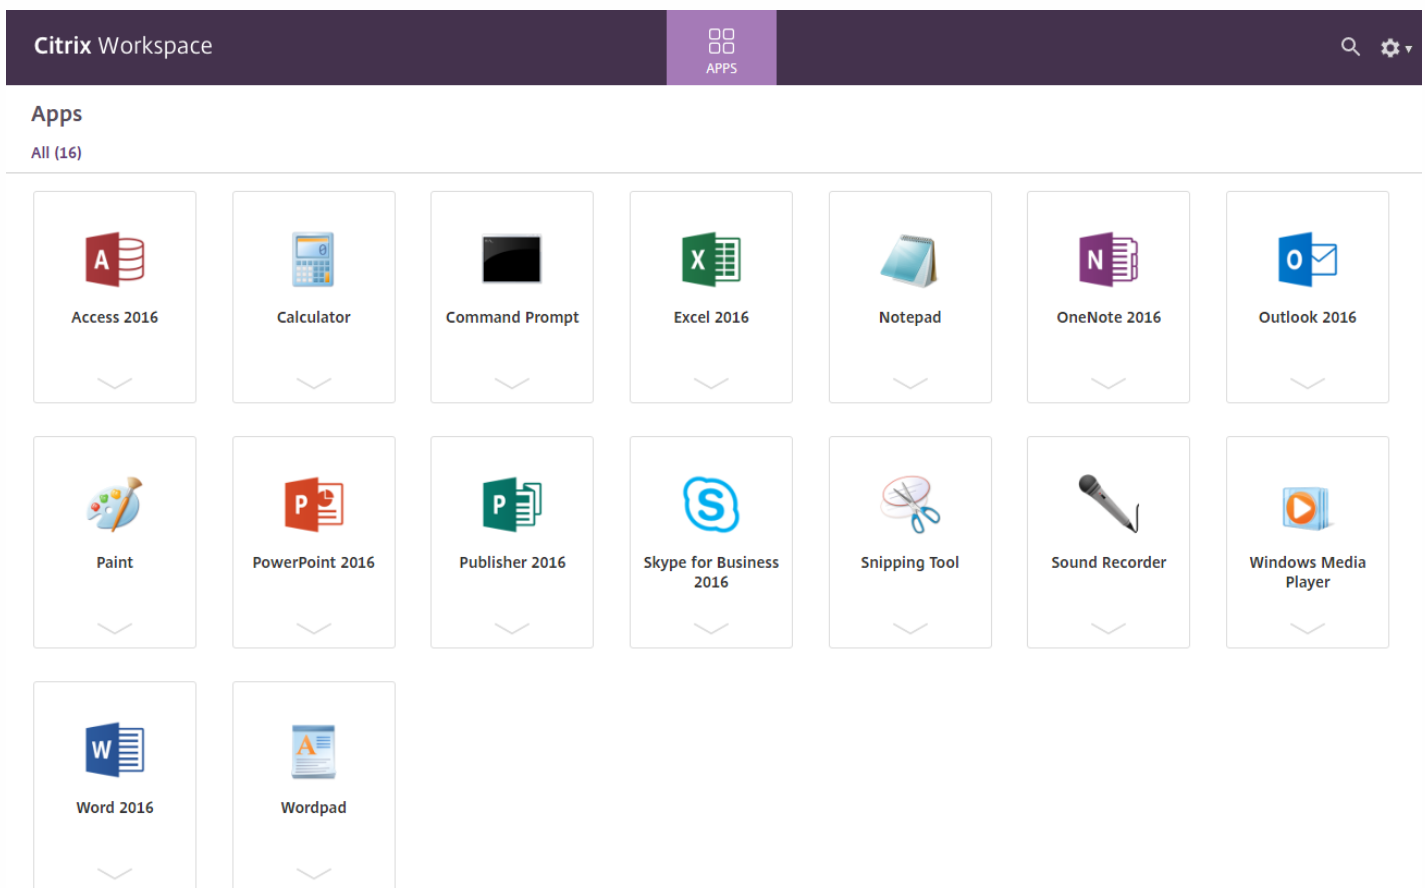 Citrix Workspace
APPS
Apps
All (16)
Access 2016
Calculator
Command Prompt
Excel 2016
Notepad
OneNote 2016
Outlook 2016
Paint
PowerPoint 2016
Publisher 2016
Skype for Business
2016
Snipping Tool
Sound Recorder
Windows Media
Player
Word 2016
Wordpad